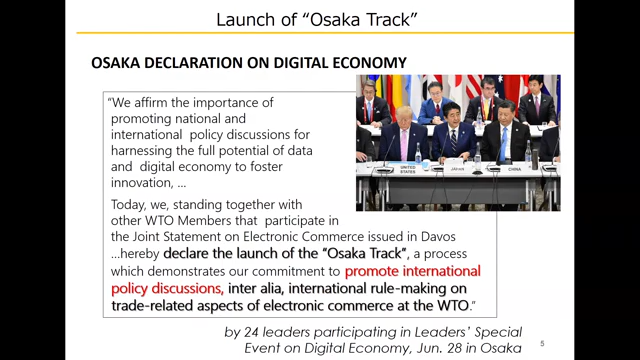 Launch of “Osaka Track”
OSAKA DECLARATION ON DIGITAL ECONOMY
“We affirm the importance of
promoting national and
international policy discussions for
harnessing the full potential of data
and digital economy to foster
innovation, ...
Today, we, standing together with
other WTO Members that participate in
the Joint Statement on Electronic Commerce issued in Davos
...hereby declare the launch of the “Osaka Track”, a process
which demonstrates our commitment to promote international
policy discussions, inter alia, international rule-making on
trade-related aspects of electronic commerce at the WTO.”
UNITED
STATES
JAPAN
CHINA
by 24 leaders participating in Leaders’ Special
Event on Digital Economy, Jun. 28 in Osaka
5